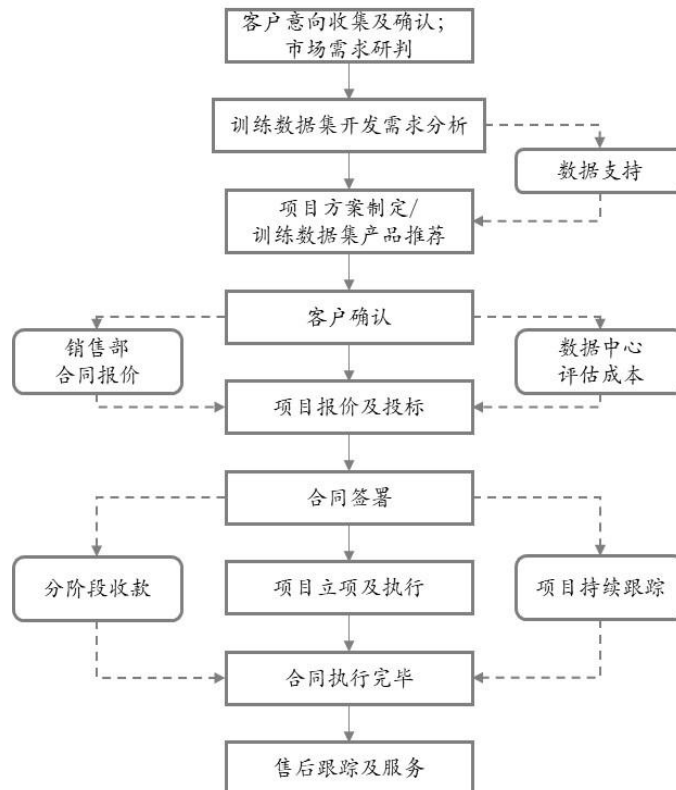 客户意向收集及确认；
市场需求研判
训练数据集开发需求分析
数据支持
项目方案制定/
训练数据集产品推荐
客户确认
销售部
合同报价
数据中心
评估成本
项目报价及投标
合同签署
分阶段收款
项目立项及执行
项目持续跟踪
合同执行完毕
售后跟踪及服务